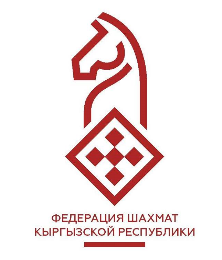 ФЕДЕРАЦИЯ ШАХМАТ
КЫРГЫЗСКОЙ РЕСПУБЛИКИ